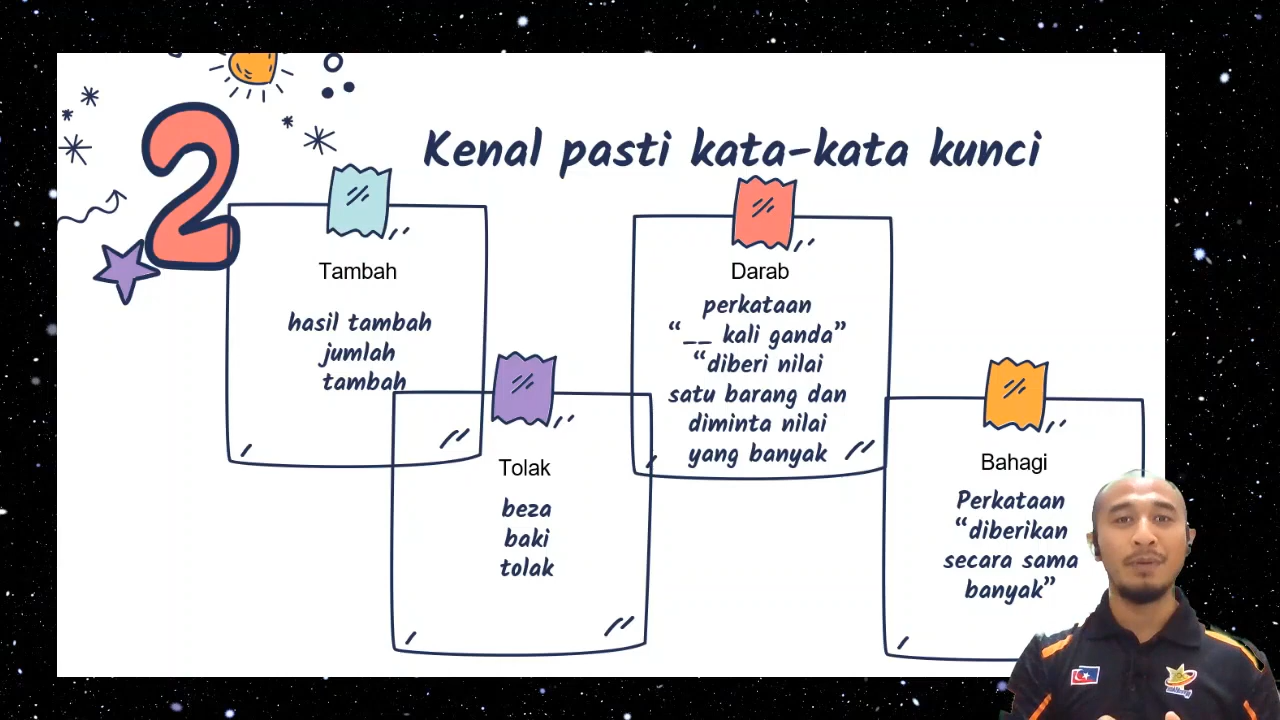 2
Kenal pasti kata-kata kunci
Tambah
hasil tambah
jumlah
tambah
Tolak
beza
baki
tolak
Darab
perkataan
“__ kali ganda”
“diberi nilai
satu barang dan
diminta nilai
yang banyak
Bahagi
Perkataan
“diberikan
secara sama
banyak”